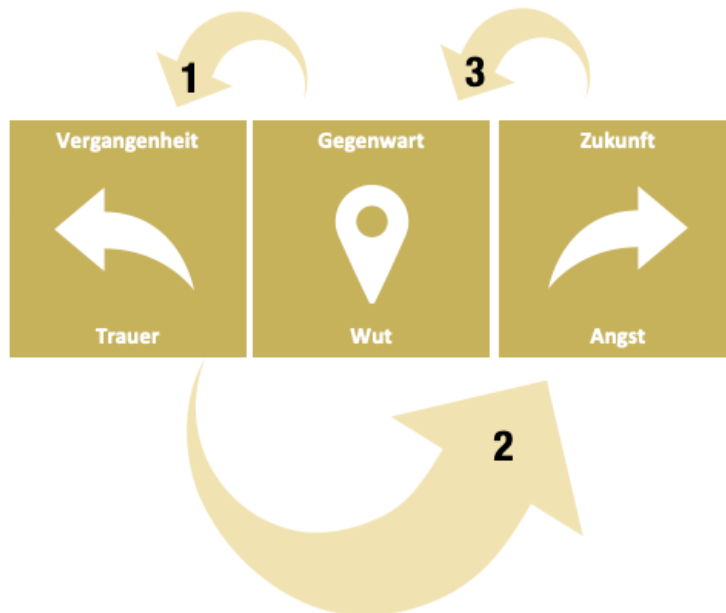 1
3
Vergangenheit
Gegenwart
Zukunft
Trauer
Wut
Angst
2